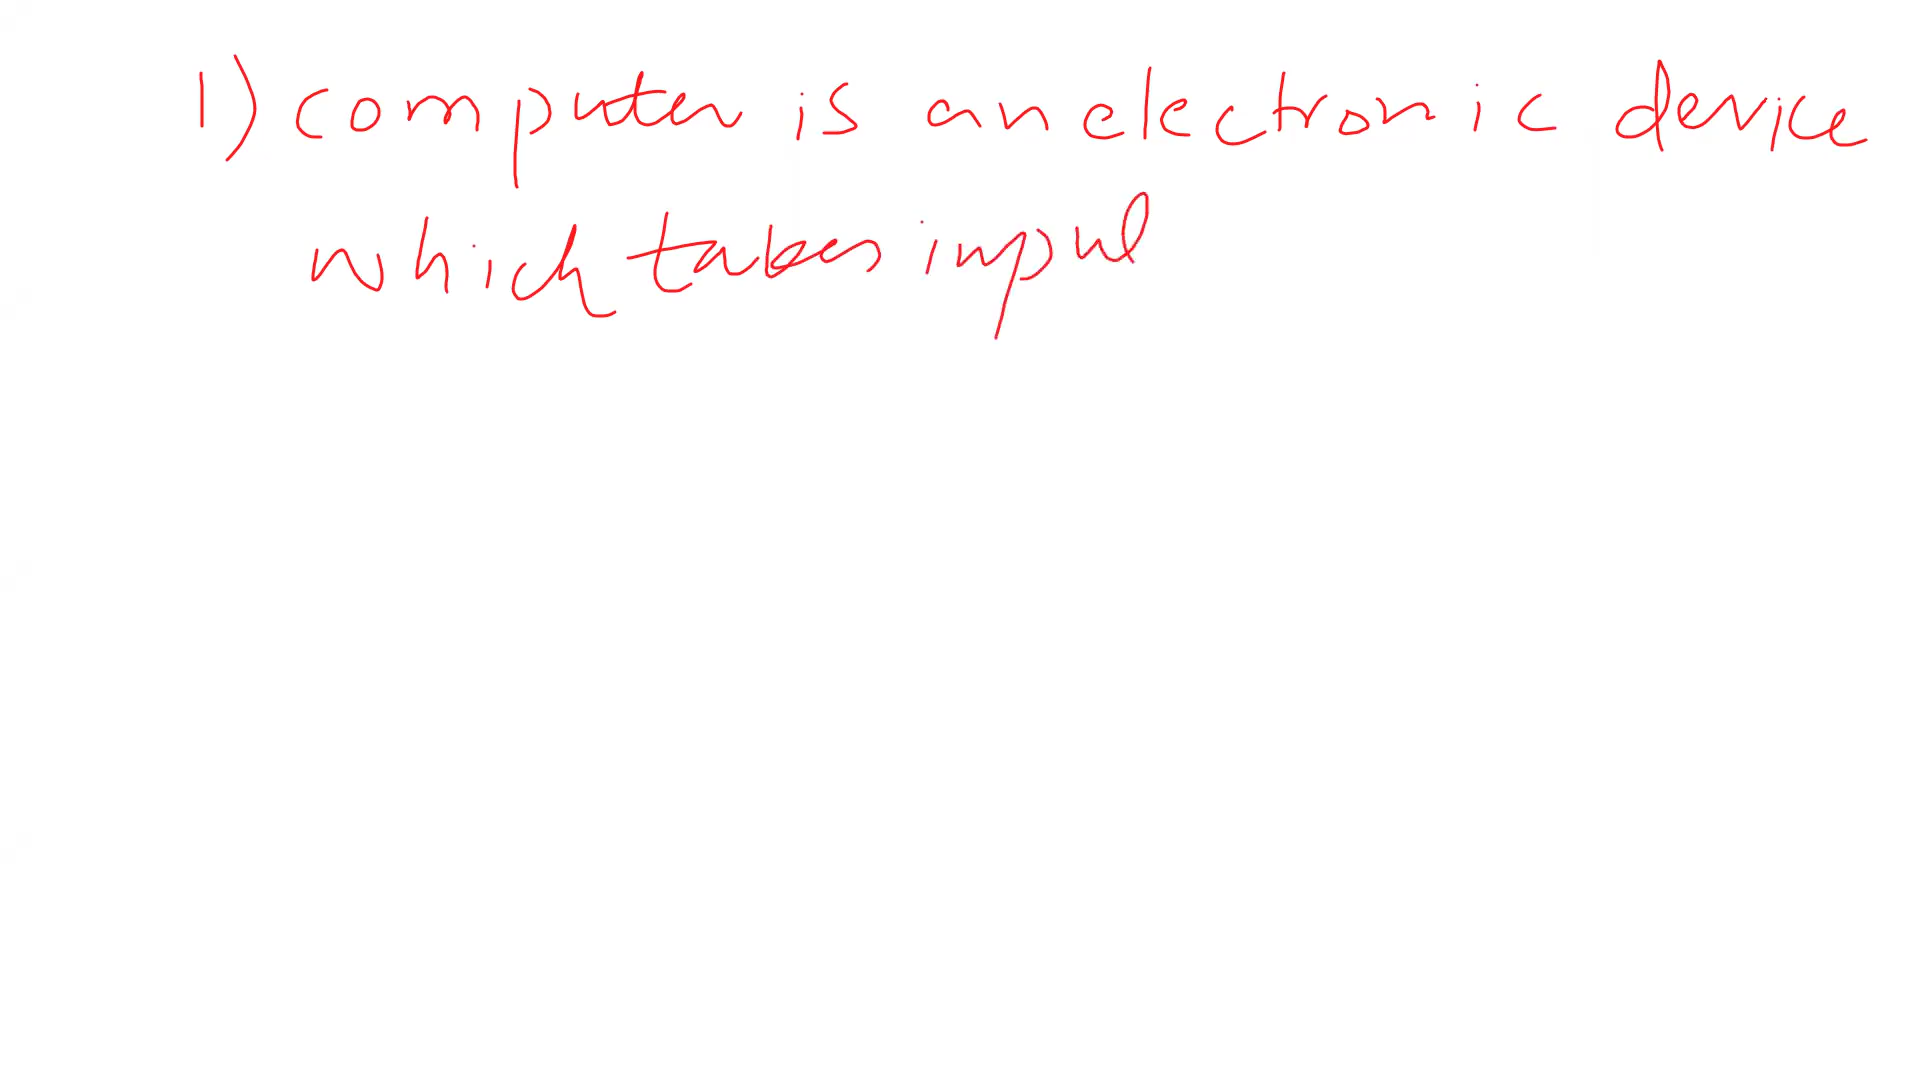 1) computer is an electronic device
which takes input